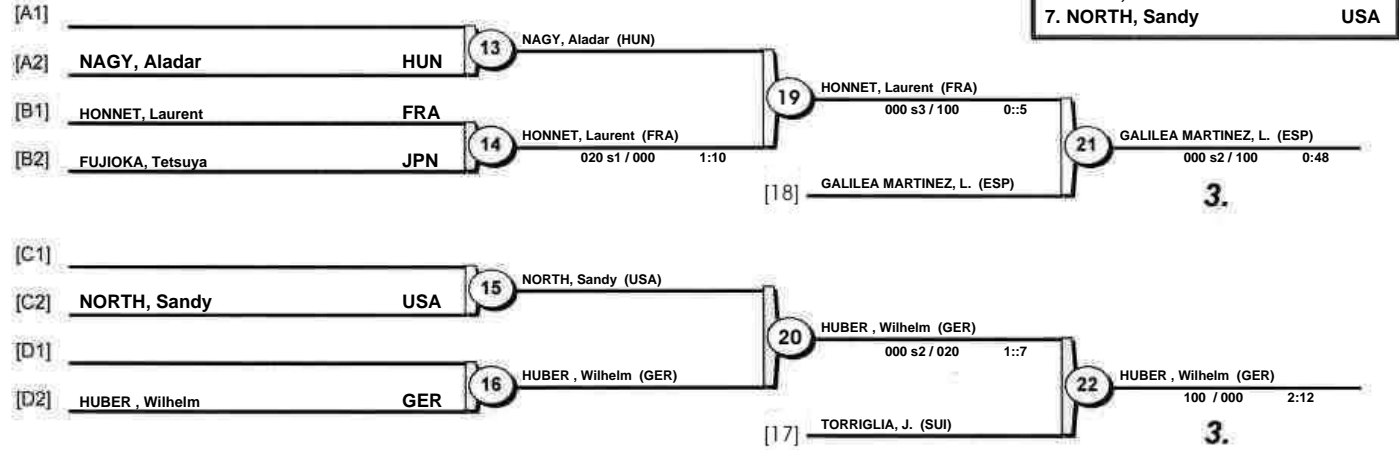 7. NORTH, Sandy USA
[A1]
[A2] NAGY, Aladar HUN
13
NAGY, Aladar (HUN)
[B1] HONNET, Laurent FRA
[B2] FUJIOKA, Tetsuya JPN
14
HONNET, Laurent (FRA)
020 s1 / 000 1:10
19
HONNET, Laurent (FRA)
000 s3 / 100 0::5
[18] GALILEA MARTINEZ, L. (ESP)
21
GALILEA MARTINEZ, L. (ESP)
000 s2 / 100 0:48
3.
[C1]
[C2] NORTH, Sandy USA
15
NORTH, Sandy (USA)
[D1]
[D2] HUBER , Wilhelm GER
16
HUBER , Wilhelm (GER)
20
HUBER , Wilhelm (GER)
000 s2 / 020 1::7
[17] TORRIGLIA, J. (SUI)
22
HUBER , Wilhelm (GER)
100 / 000 2:12
3.